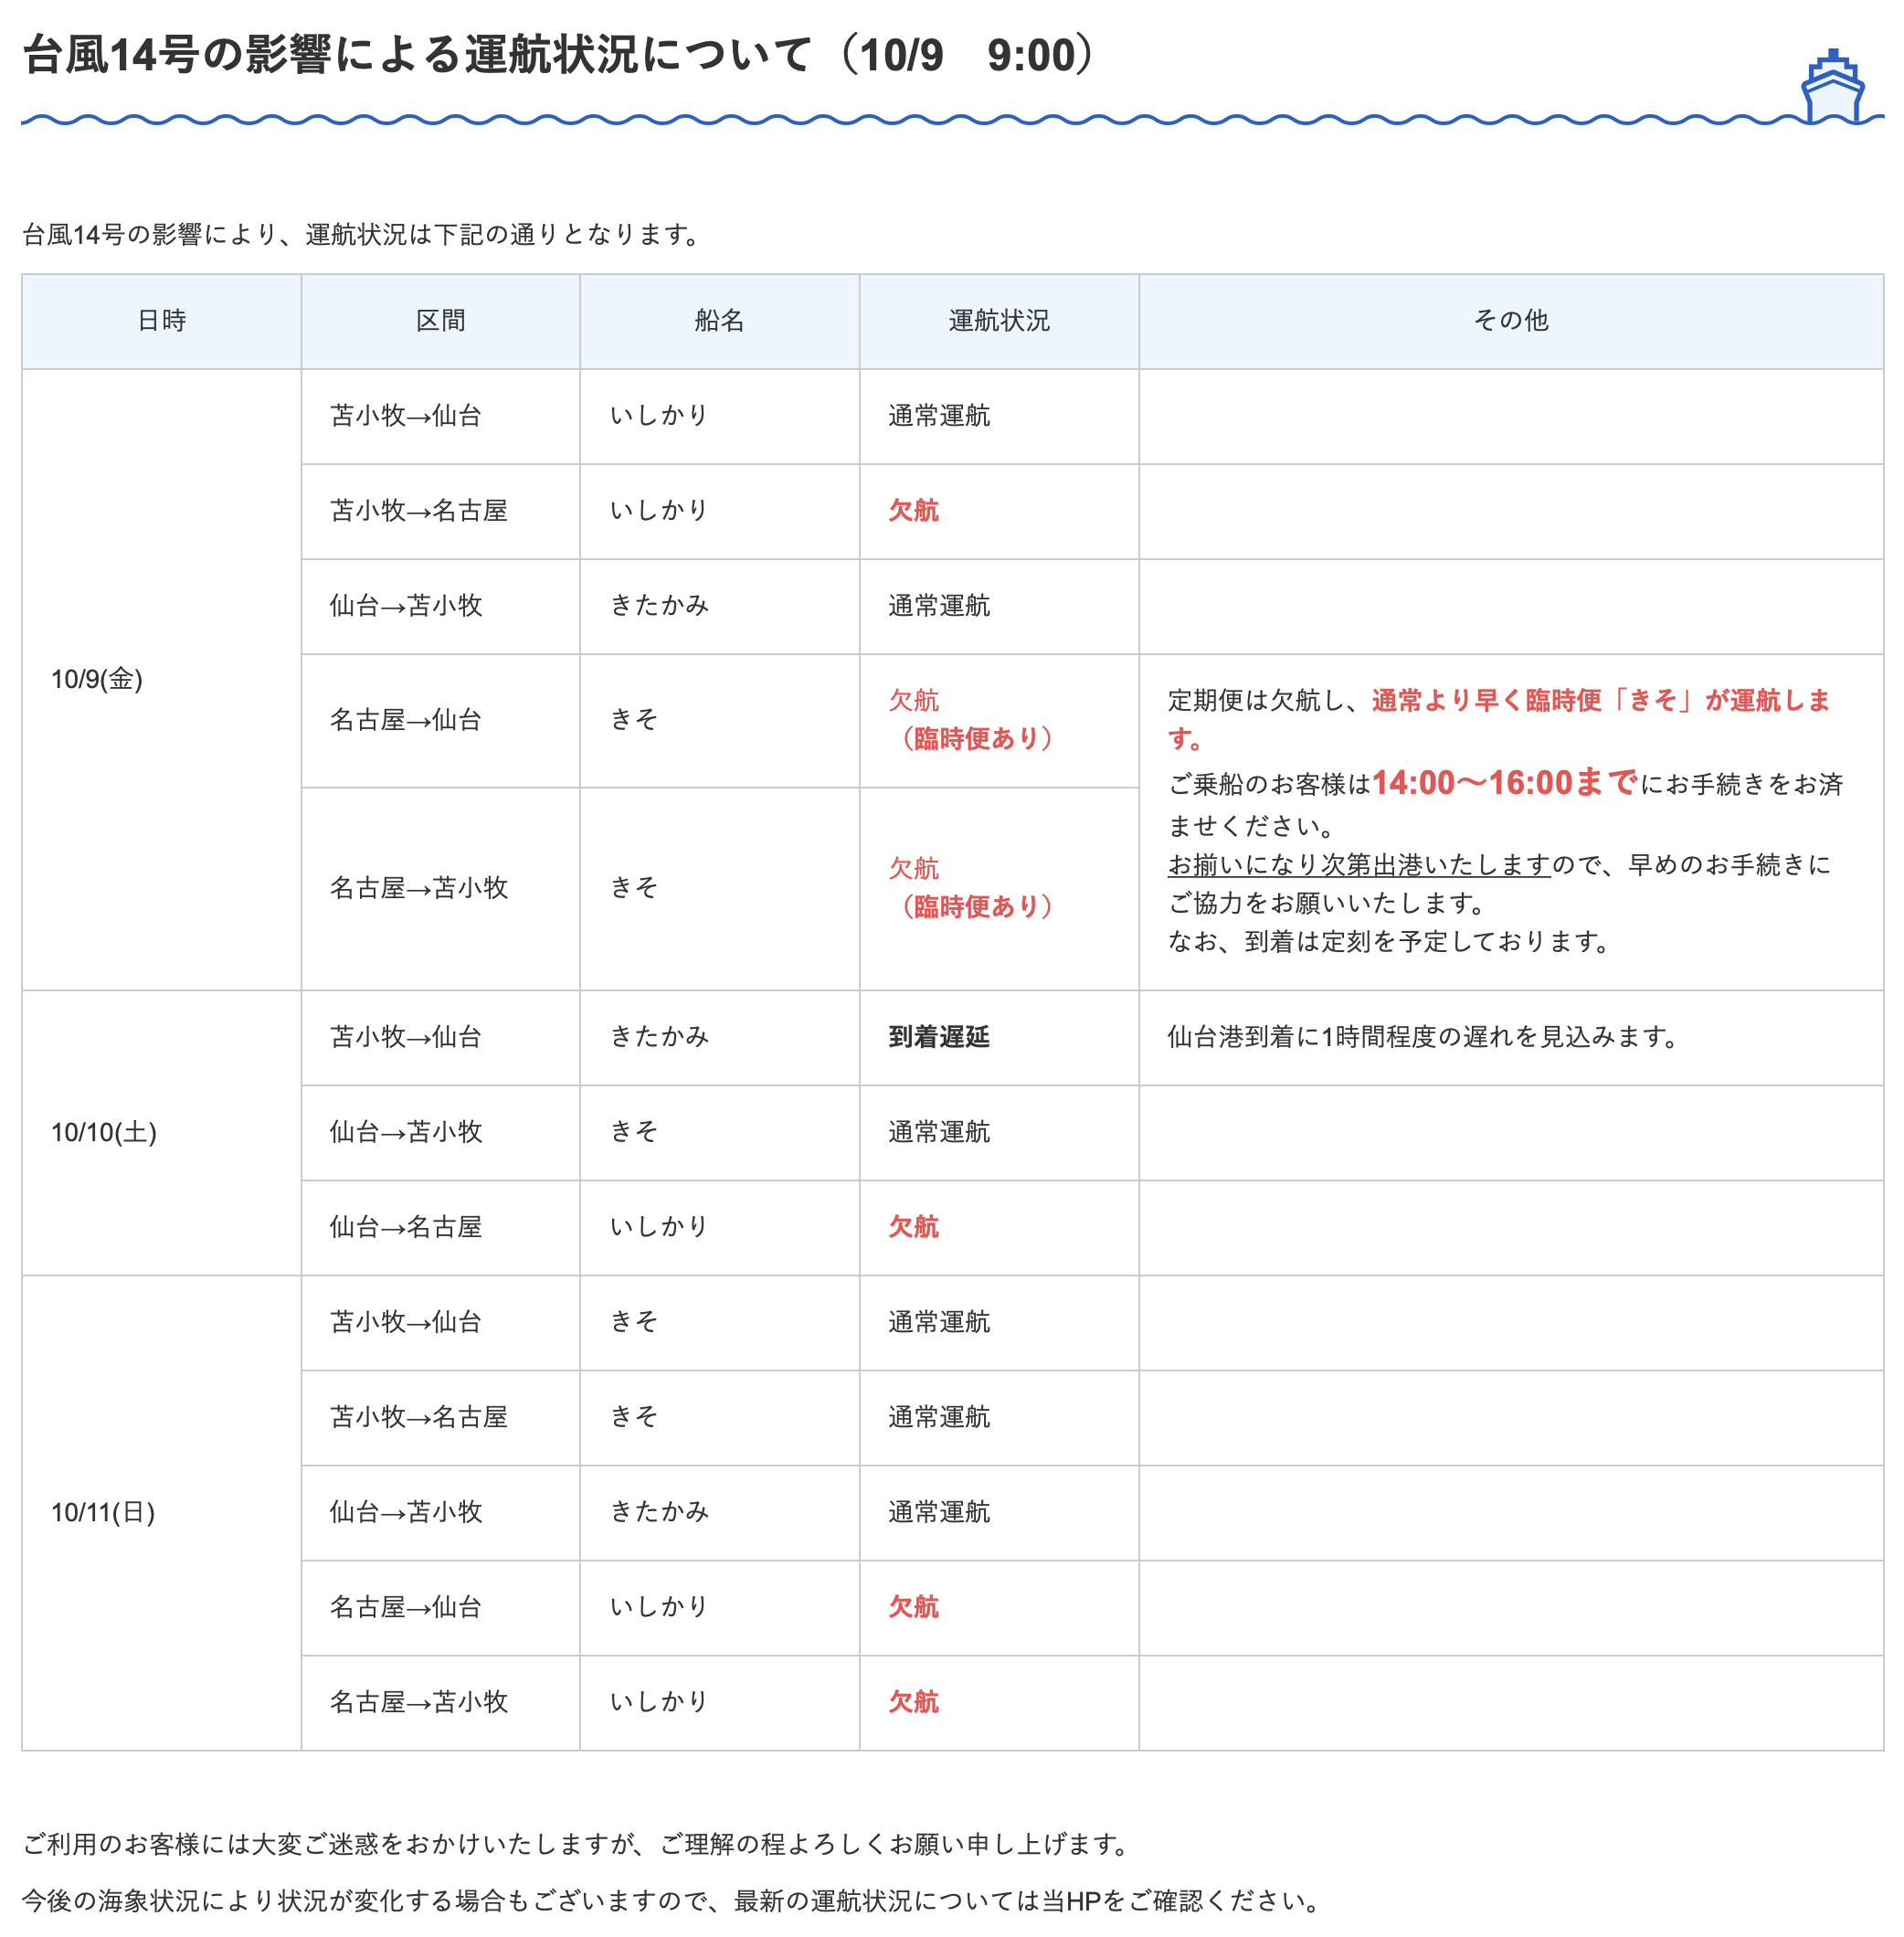 台風14号の影響による運航状況について（10/9　9:00）
台風14号の影響により、運航状況は下記の通りとなります。
日時 区間 船名 運航状況 その他
10/9(金)
苫小牧→仙台 いしかり 通常運航
苫小牧→名古屋 いしかり 欠航
仙台→苫小牧 きたかみ 通常運航
名古屋→仙台 きそ 欠航
（臨時便あり）
名古屋→苫小牧 きそ 欠航
（臨時便あり）
定期便は欠航し、通常より早く臨時便「きそ」が運航しま
す。
ご乗船のお客様は14:00〜16:00までにお手続きをお済
ませください。
お揃いになり次第出港いたしますので、早めのお手続きに
ご協力をお願いいたします。
なお、到着は定刻を予定しております。
10/10(土)
苫小牧→仙台 きたかみ 到着遅延 仙台港到着に1時間程度の遅れを見込みます。
仙台→苫小牧 きそ 通常運航
仙台→名古屋 いしかり 欠航
10/11(日)
苫小牧→仙台 きそ 通常運航
苫小牧→名古屋 きそ 通常運航
仙台→苫小牧 きたかみ 通常運航
名古屋→仙台 いしかり 欠航
名古屋→苫小牧 いしかり 欠航
ご利用のお客様には大変ご迷惑をおかけいたしますが、ご理解の程よろしくお願い申し上げます。
今後の海象状況により状況が変化する場合もございますので、最新の運航状況については当HPをご確認ください。